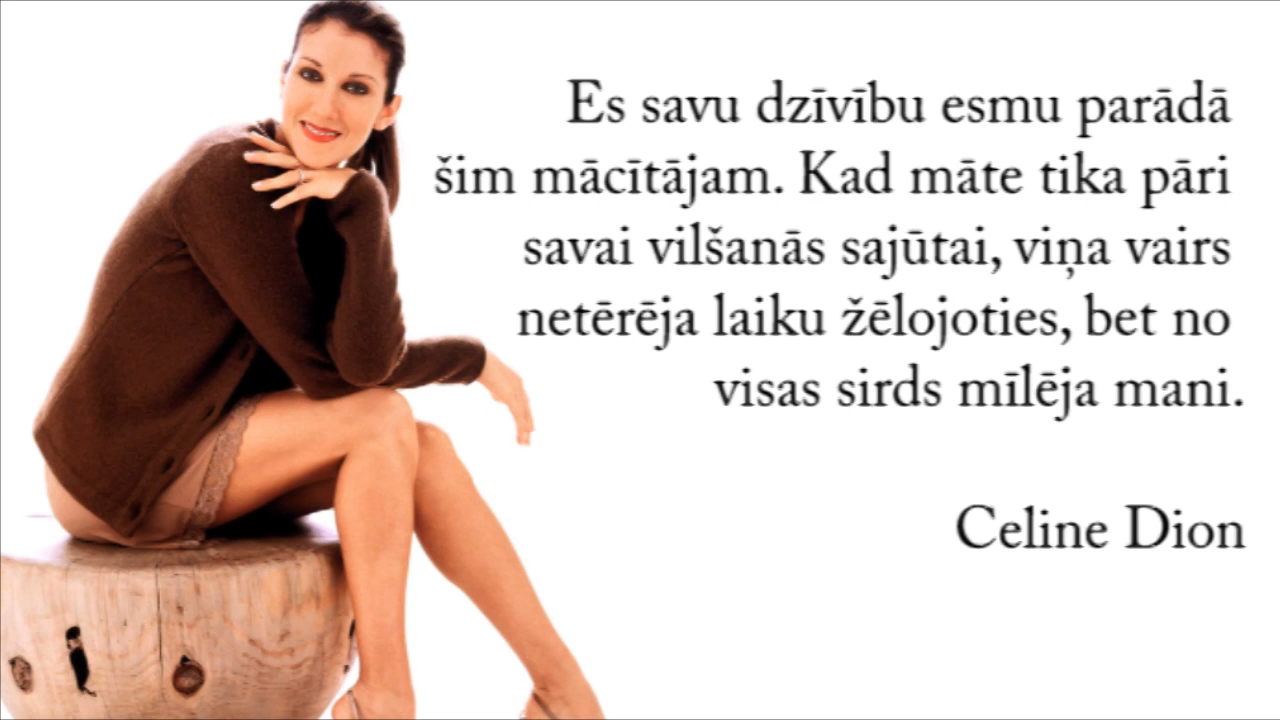 Es savu dzīvību esmu parādā
šim mācītājam. Kad māte tika pāri
savai vilšanās sajūtai, viņa vairs
netērēja laiku žēlojoties, bet no
visas sirds mīlēja mani.
Celine Dion